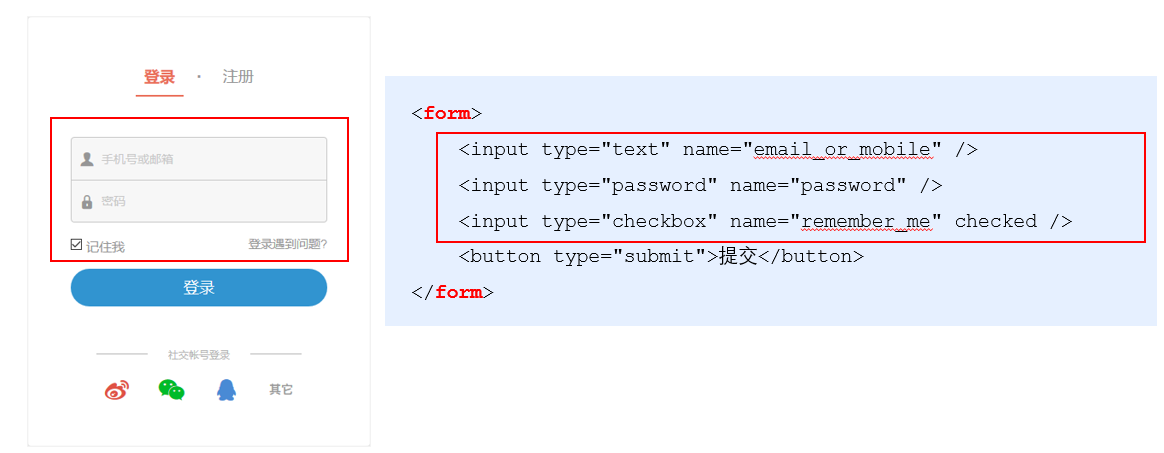 登录 · 注册
手机号或邮箱
密码
记住我 登录遇到问题?
登录
社交帐号登录
其它
<form>
<input type="text" name="email_or_mobile" />
<input type="password" name="password" />
<input type="checkbox" name="remember_me" checked />
<button type="submit">提交</button>
</form>